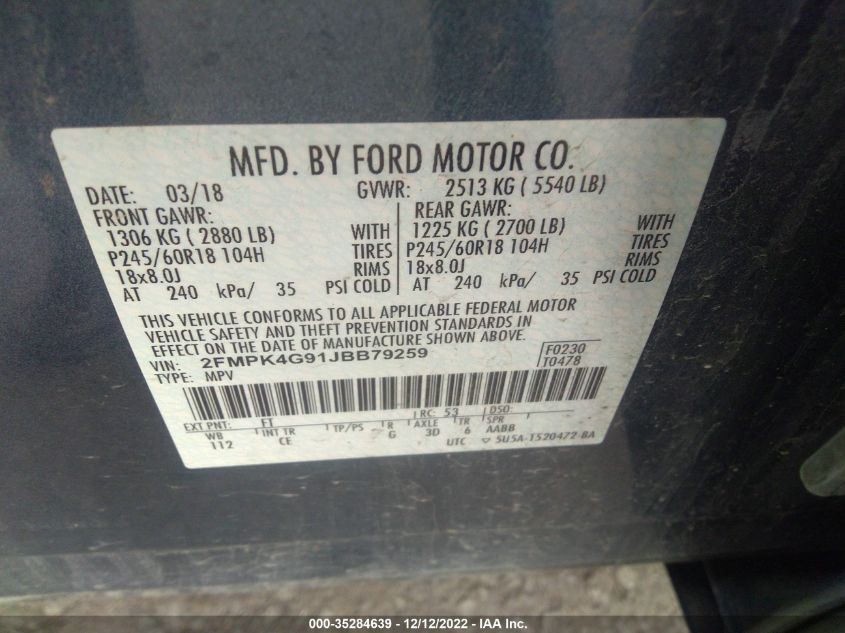 MFD. BY FORD MOTOR CO.
DATE: 03/18 GVWR: 2513 KG ( 5540 LB)
FRONT GAWR: REAR GAWR:
1306 KG ( 2880 LB) WITH 1225 KG ( 2700 LB) WITH
P245/60R18 104H TIRES P245/60R18 104H TIRES
18x8.0J RIMS 18x8.0J RIMS
AT 240 kPa/ 35 PSI COLD AT 240 kPa/ 35 PSI COLD
THIS VEHICLE CONFORMS TO ALL APPLICABLE FEDERAL MOTOR
VEHICLE SAFETY AND THEFT PREVENTION STANDARDS IN
EFFECT ON THE DATE OF MANUFACTURE SHOWN ABOVE.
VIN: 2FMPK4G91JBB79259 F0230
TYPE: MPV T0478
EXT PNT: FT RC: 53 DSO:
WB INT TR TP/PS R AXLE TR SPR
112 CE G 3D 6 AABB
UTC ▽ 5U5A-1520472-BA
000-35284639 - 12/12/2022 - IAA Inc.